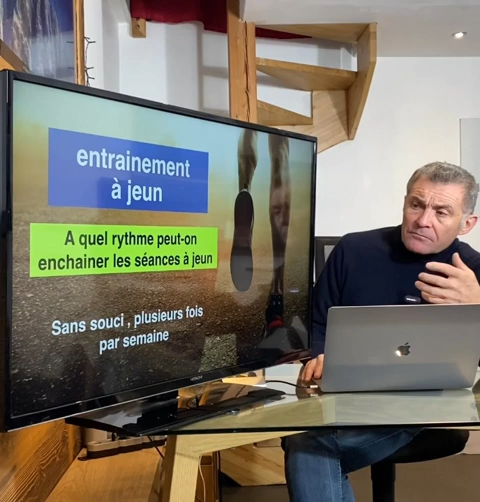 entrainement
à jeun
A quel rythme peut-on
enchainer les séances à jeun
Sans souci , plusieurs fois
par semaine